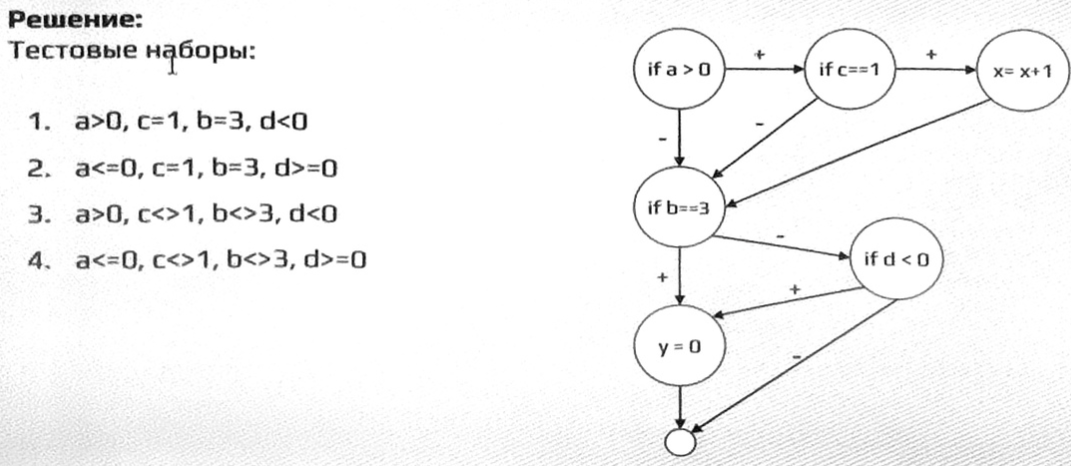 Решение:
Тестовые наборы:
1. a>0, c=1, b=3, d<0
2. a<=0, c=1, b=3, d>=0
3. a>0, c<>1, b<>3, d<0
4. a<=0, c<>1, b<>3, d>=0
if a > 0
+
if c==1
+
x= x+1
-
-
if b==3
-
if d < 0
+
+
y = 0
-